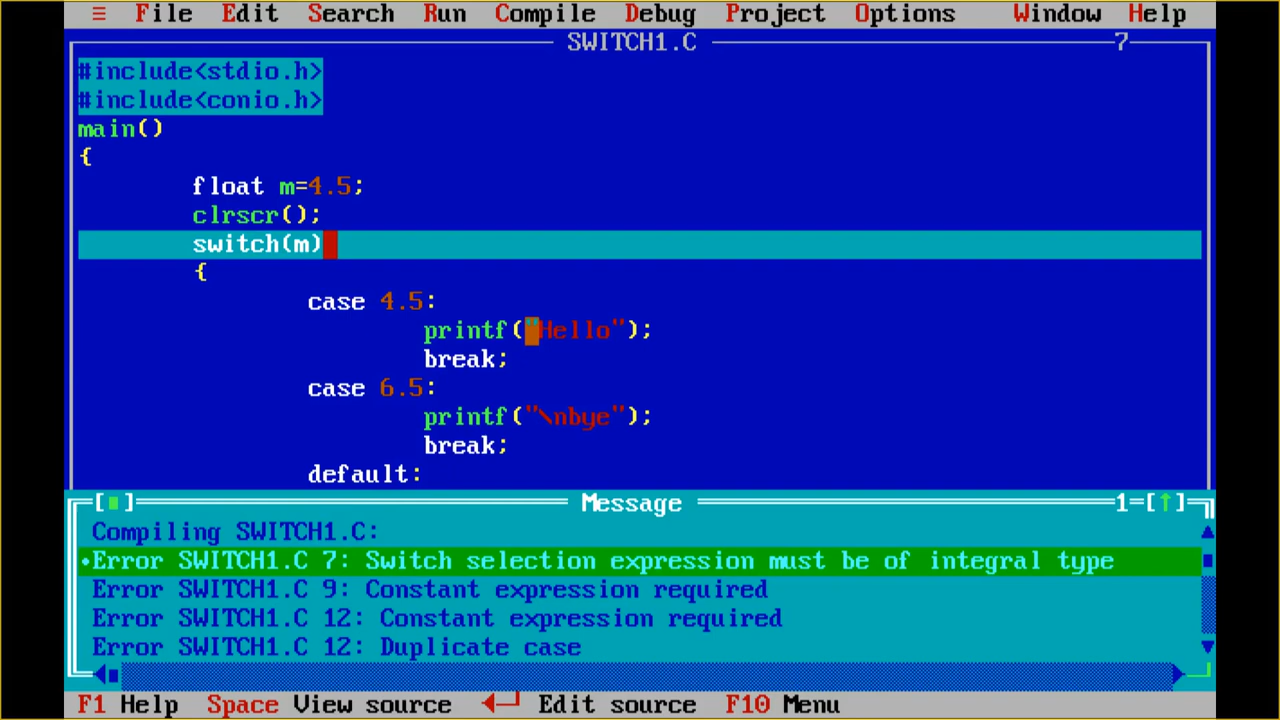 ≡ File Edit Search Run Compile Debug Project Options Window Help
SWITCH1.C 7
#include<stdio.h>
#include<conio.h>
main()
{
float m=4.5;
clrscr();
switch(m)
{
case 4.5:
printf("Hello");
break;
case 6.5:
printf("\nbye");
break;
default:
[■] Message 1=[↑]
Compiling SWITCH1.C:
•Error SWITCH1.C 7: Switch selection expression must be of integral type
Error SWITCH1.C 9: Constant expression required
Error SWITCH1.C 12: Constant expression required
Error SWITCH1.C 12: Duplicate case
F1 Help Space View source ◄┘ Edit source F10 Menu